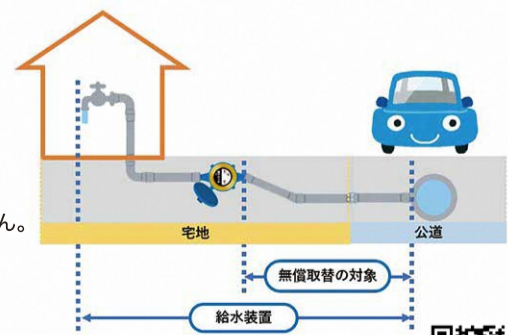 ん。
宅地
公道
無償取替の対象
給水装置